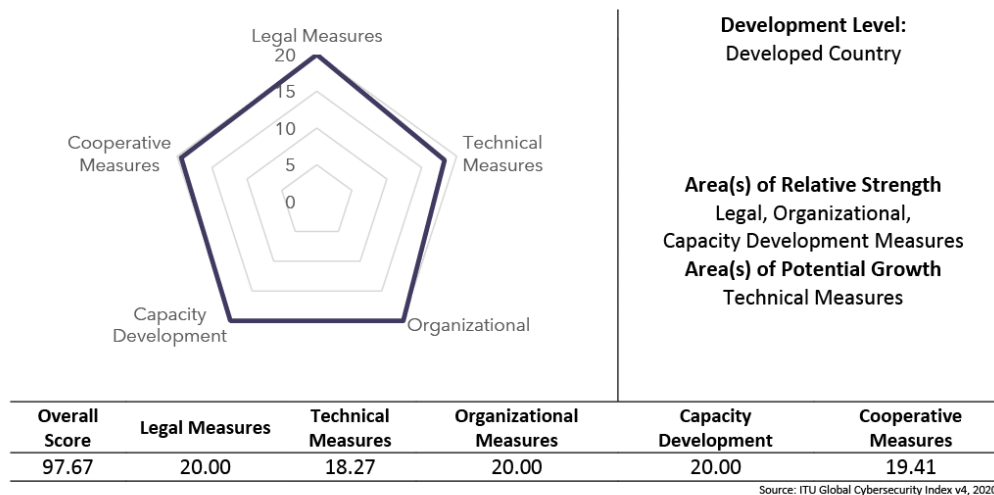 Legal Measures
20
15
10
5
0
Cooperative
Measures
Technical
Measures
Capacity
Development
Organizational
Development Level:
Developed Country
Area(s) of Relative Strength
Legal, Organizational,
Capacity Development Measures
Area(s) of Potential Growth
Technical Measures
Overall Score Legal Measures Technical Measures Organizational Measures Capacity Development Cooperative Measures
97.67 20.00 18.27 20.00 20.00 19.41
Source: ITU Global Cybersecurity Index v4, 2020